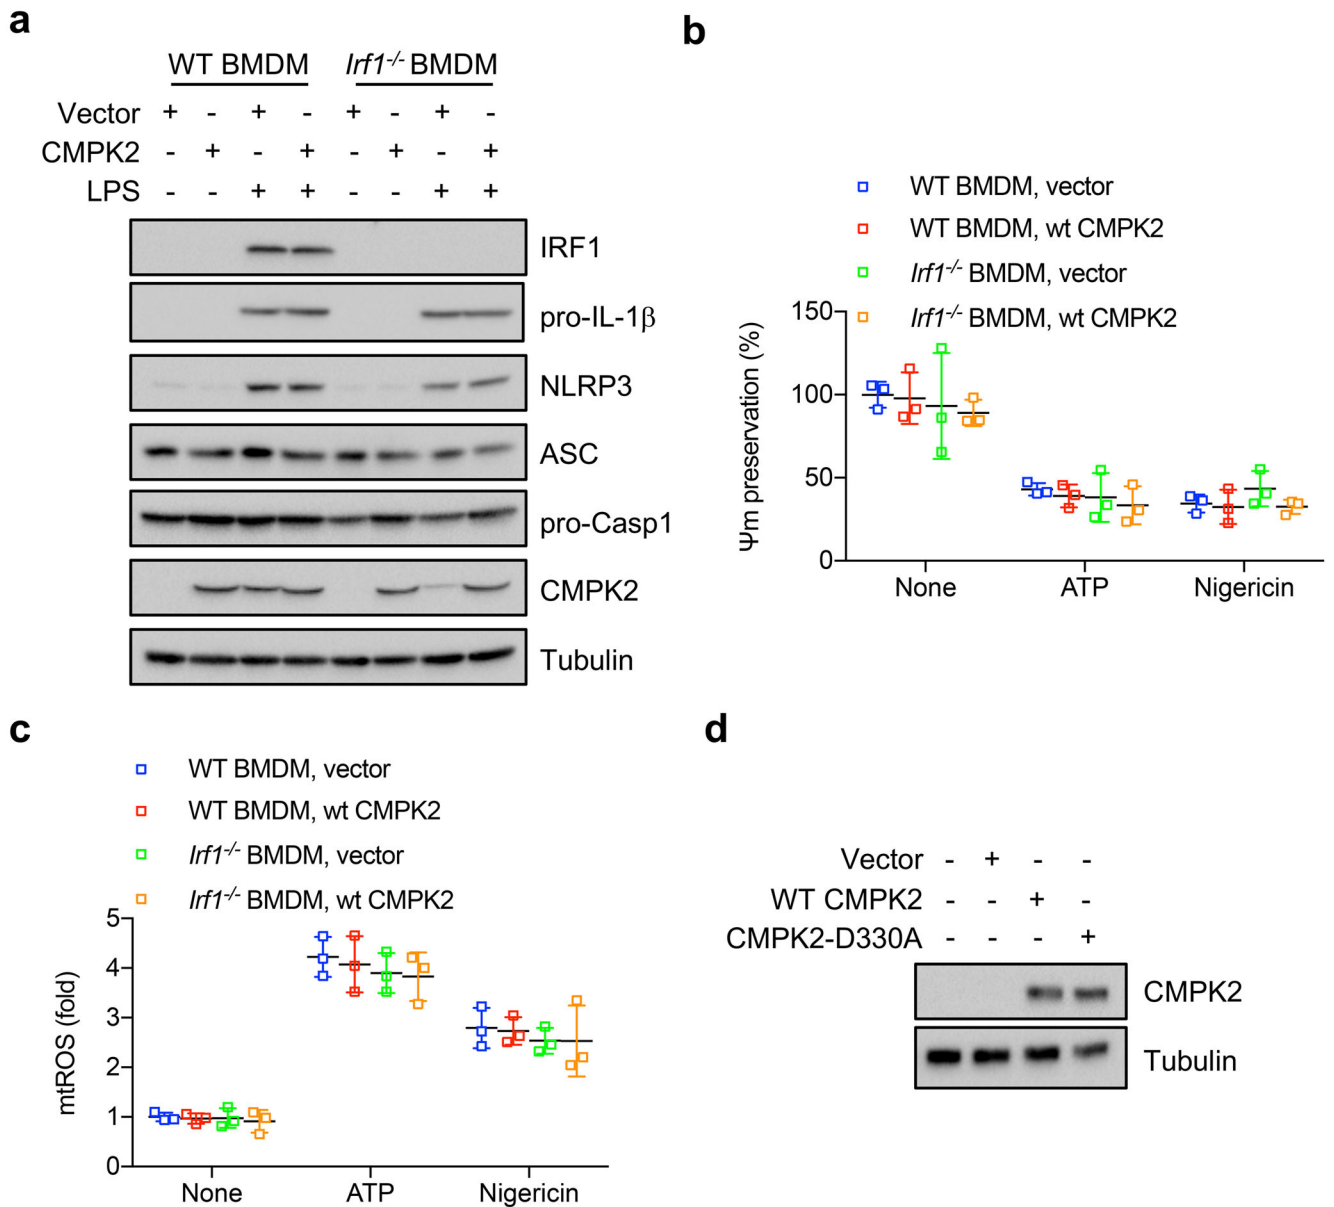 a
WT BMDM Irf1-/- BMDM
Vector + - + - + - + -
CMPK2 - + - + - + - +
LPS - - + + - - + +
IRF1
pro-IL-1β
NLRP3
ASC
pro-Casp1
CMPK2
Tubulin
b
WT BMDM, vector
WT BMDM, wt CMPK2
Irf1-/- BMDM, vector
Irf1-/- BMDM, wt CMPK2
Ψm preservation (%)
150
100
50
0
None ATP Nigericin
c
WT BMDM, vector
WT BMDM, wt CMPK2
Irf1-/- BMDM, vector
Irf1-/- BMDM, wt CMPK2
mtROS (fold)
5
4
3
2
1
0
None ATP Nigericin
d
Vector - + - -
WT CMPK2 - - + -
CMPK2-D330A - - - +
CMPK2
Tubulin